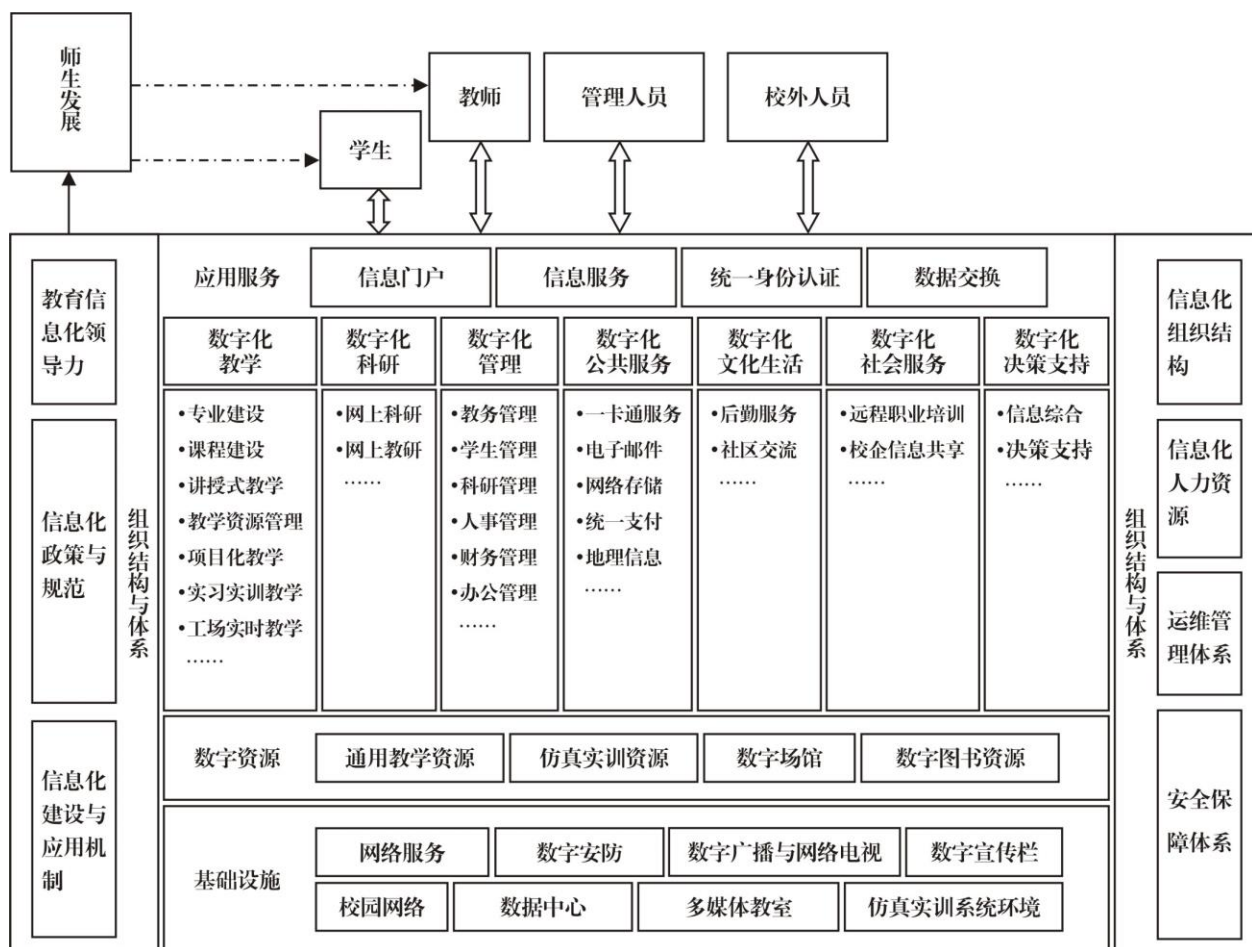 师生发展
教师
管理人员
校外人员
学生
教育信
息化领
导力
信息化
政策与
规范
信息化
建设与
应用机
制
组织结构与体系
应用服务
信息门户
信息服务
统一身份认证
数据交换
数字化
教学
数字化
科研
数字化
管理
数字化
公共服务
数字化
文化生活
数字化
社会服务
数字化
决策支持
•专业建设
•课程建设
•讲授式教学
•教学资源管理
•项目化教学
•实习实训教学
•工场实时教学
……
•网上科研
•网上教研
……
•教务管理
•学生管理
•科研管理
•人事管理
•财务管理
•办公管理
……
•一卡通服务
•电子邮件
•网络存储
•统一支付
•地理信息
……
•后勤服务
•社区交流
……
•远程职业培训
•校企信息共享
……
•信息综合
•决策支持
……
数字资源
通用教学资源
仿真实训资源
数字场馆
数字图书资源
基础设施
网络服务
数字安防
数字广播与网络电视
数字宣传栏
校园网络
数据中心
多媒体教室
仿真实训系统环境
组织结构与体系
信息化
组织结
构
信息化
人力资
源
运维管
理体系
安全保
障体系